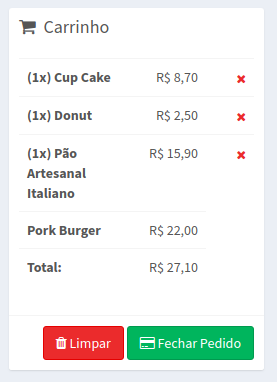 Carrinho
(1x) Cup Cake R$ 8,70
(1x) Donut R$ 2,50
(1x) Pão R$ 15,90
Artesanal
Italiano
Pork Burger R$ 22,00
Total: R$ 27,10
Limpar Fechar Pedido